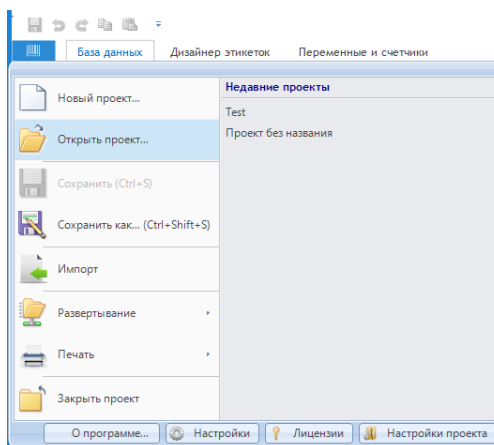 База данных Дизайнер этикеток Переменные и счетчики
Недавние проекты
Новый проект...
Test
Открыть проект...
Проект без названия
Сохранить (Ctrl+S)
Сохранить как... (Ctrl+Shift+S)
Импорт
Развертывание
Печать
Закрыть проект
О программе... Настройки Лицензии Настройки проекта